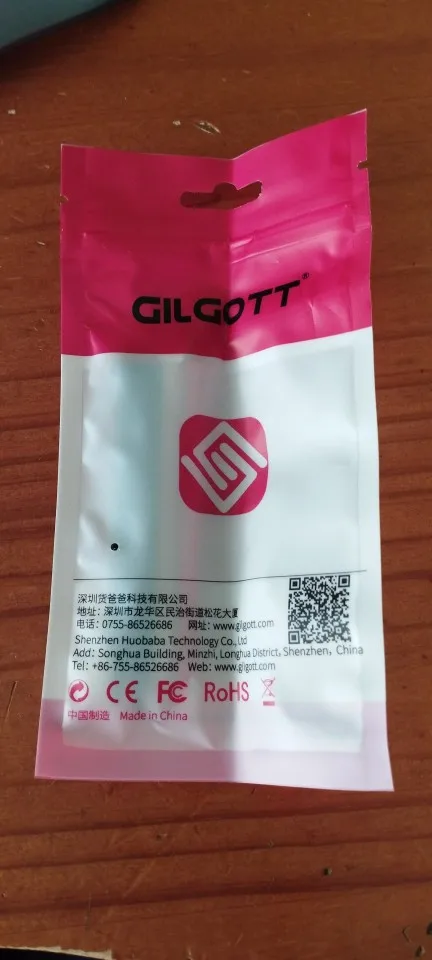 GILGOTT®
深圳货爸爸科技有限公司
地址：深圳市龙华区民治街道松花大厦
电话：0755-86526686 网址：www.gilgott.com
Shenzhen Huobaba Technology Co., Ltd
Add：Songhua Building, Minzhi, Longhua District, Shenzhen, China
Tel：+86-755-86526686 Web：www.gilgott.com
CE FC RoHS
中国制造 Made in China